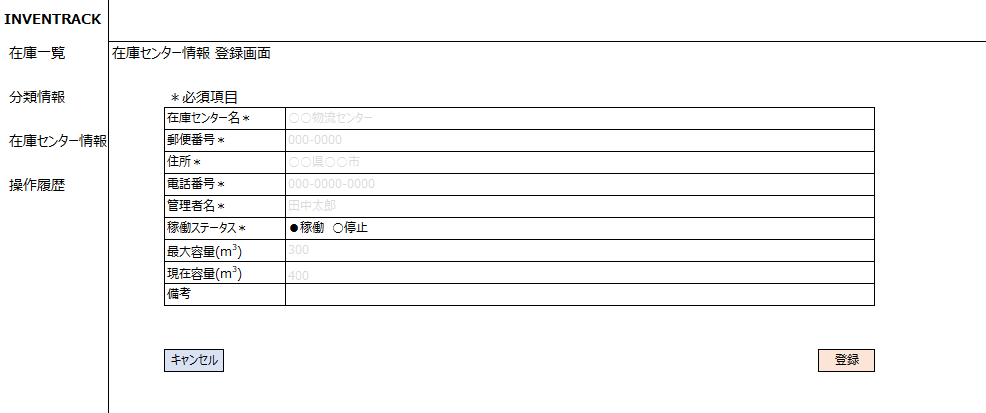 INVENTRACK
在庫一覧
分類情報
在庫センター情報
操作履歴
在庫センター情報 登録画面
＊必須項目
在庫センター名＊ 〇〇物流センター
郵便番号＊ 000-0000
住所＊ 〇〇県〇〇市
電話番号＊ 000-0000-0000
管理者名＊ 田中太郎
稼働ステータス＊ ●稼働 〇停止
最大容量(m³) 300
現在容量(m³) 400
備考
キャンセル 登録